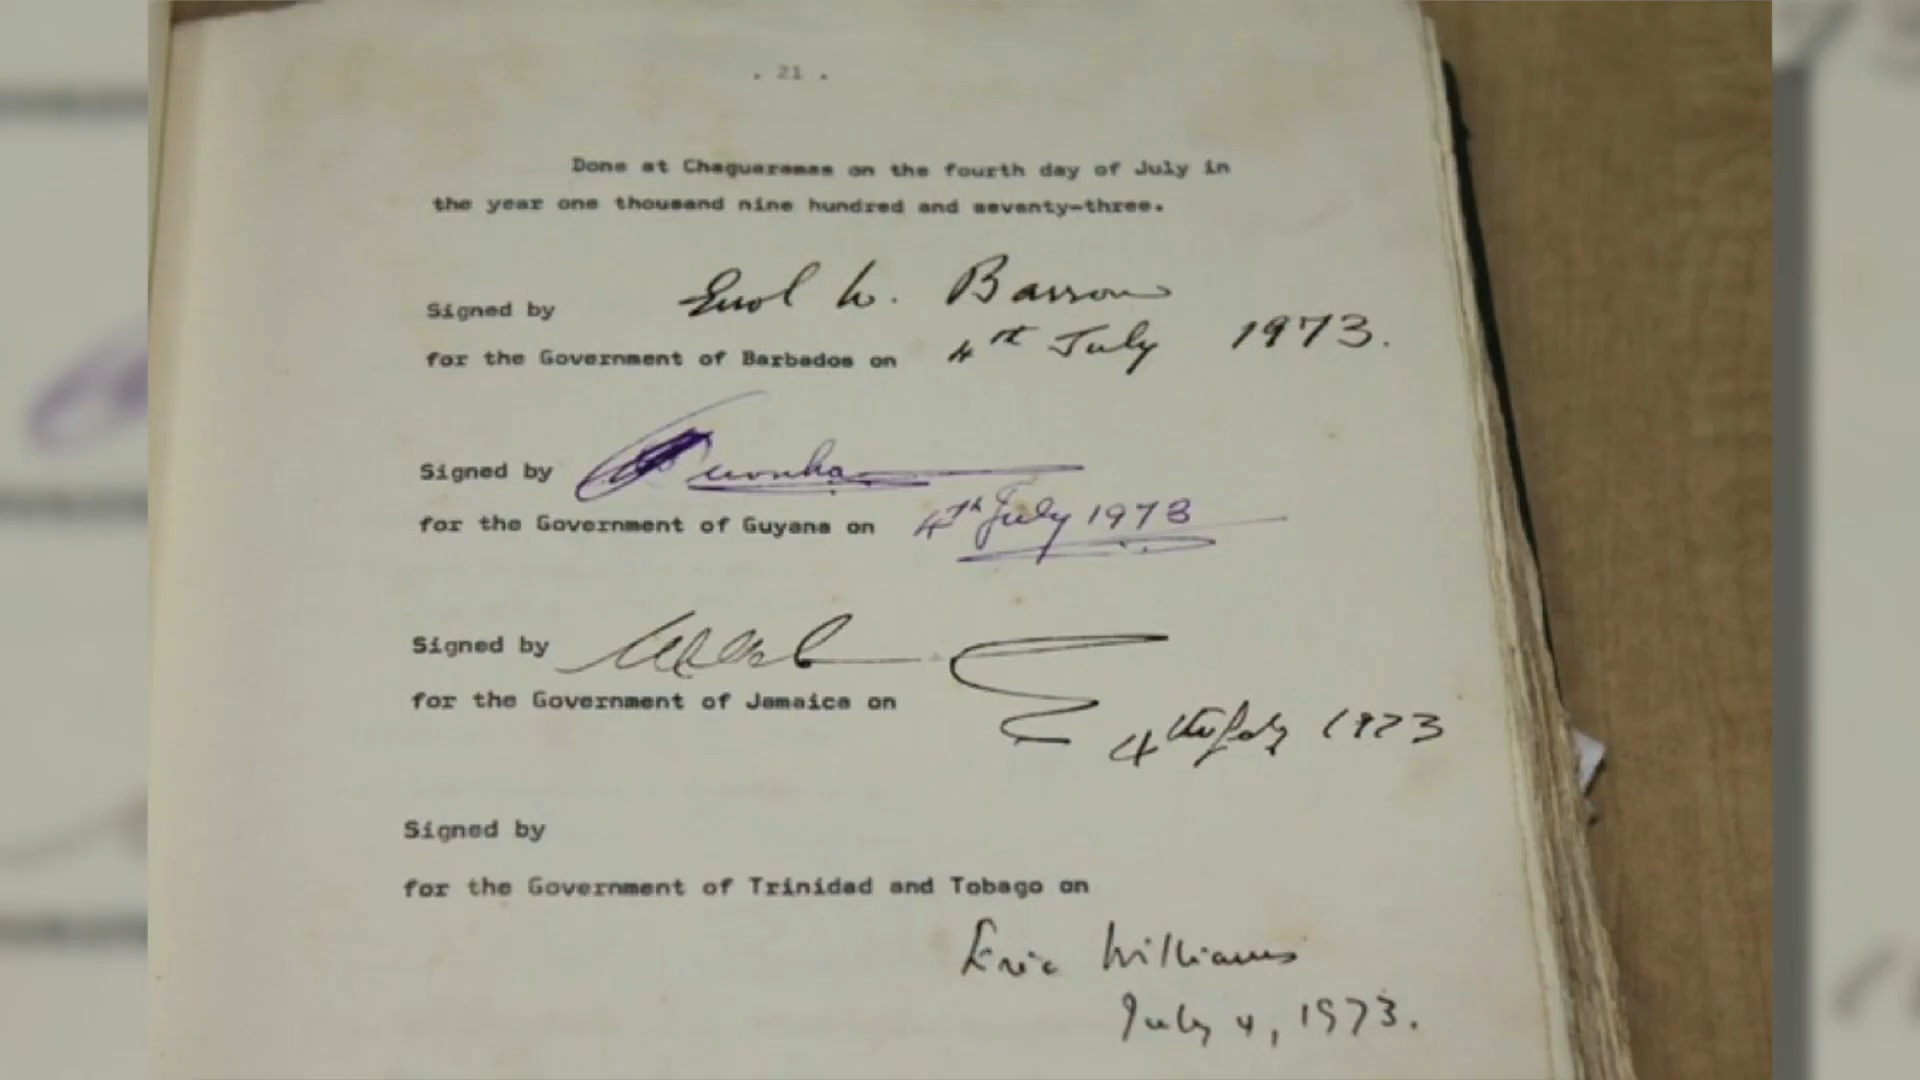 . 21 .
Done at Chaguaramas on the fourth day of July in
the year one thousand nine hundred and seventy-three.
Signed by Errol W. Barrow
for the Government of Barbados on 4th July 1973.
Signed by
for the Government of Guyana on 4th July 1973
Signed by
for the Government of Jamaica on 4th July 1973
Signed by
for the Government of Trinidad and Tobago on
Eric Williams
July 4, 1973.